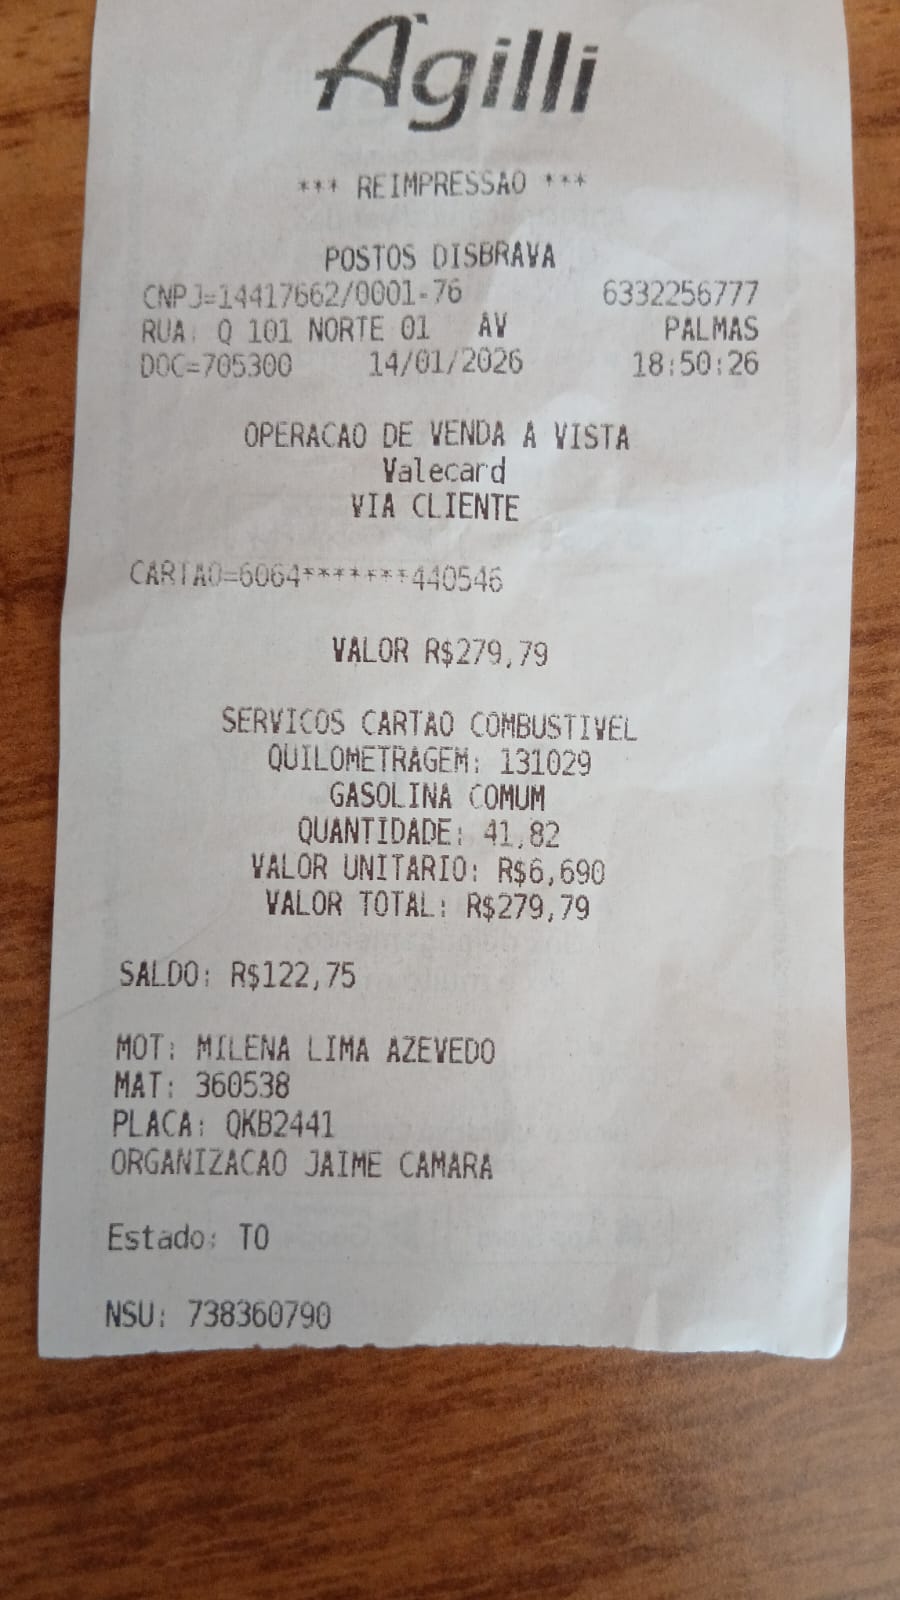 Agilli
*** REIMPRESSAO ***
POSTOS DISBRAVA
CNPJ=14417662/0001-76 6332256777
RUA: Q 101 NORTE 01 AV PALMAS
DOC=705300 14/01/2026 18:50:26
OPERACAO DE VENDA A VISTA
Valecard
VIA CLIENTE
CARTAO=6064*******440546
VALOR R$279,79
SERVICOS CARTAO COMBUSTIVEL
QUILOMETRAGEM: 131029
GASOLINA COMUM
QUANTIDADE: 41,82
VALOR UNITARIO: R$6,690
VALOR TOTAL: R$279,79
SALDO: R$122,75
MOT: MILENA LIMA AZEVEDO
MAT: 360538
PLACA: QKB2441
ORGANIZACAO JAIME CAMARA
Estado: TO
NSU: 738360790